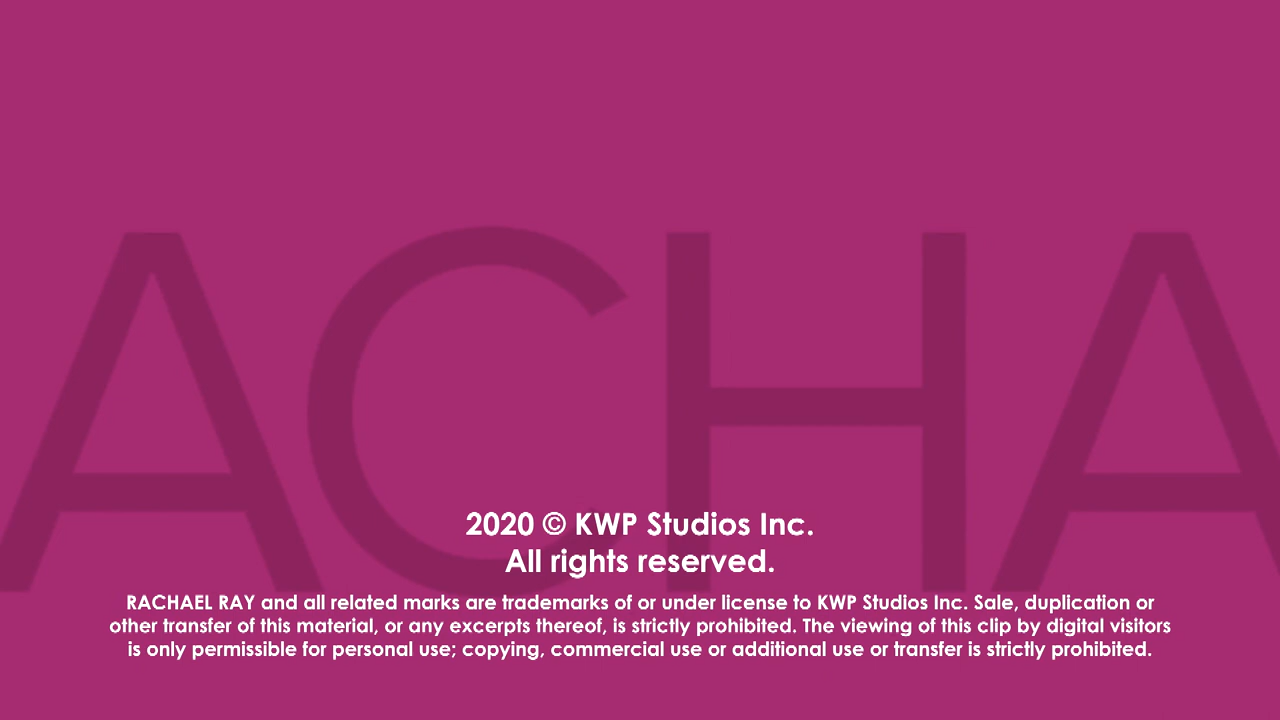 ACHA
2020 © KWP Studios Inc.
All rights reserved.
RACHAEL RAY and all related marks are trademarks of or under license to KWP Studios Inc. Sale, duplication or
other transfer of this material, or any excerpts thereof, is strictly prohibited. The viewing of this clip by digital visitors
is only permissible for personal use; copying, commercial use or additional use or transfer is strictly prohibited.